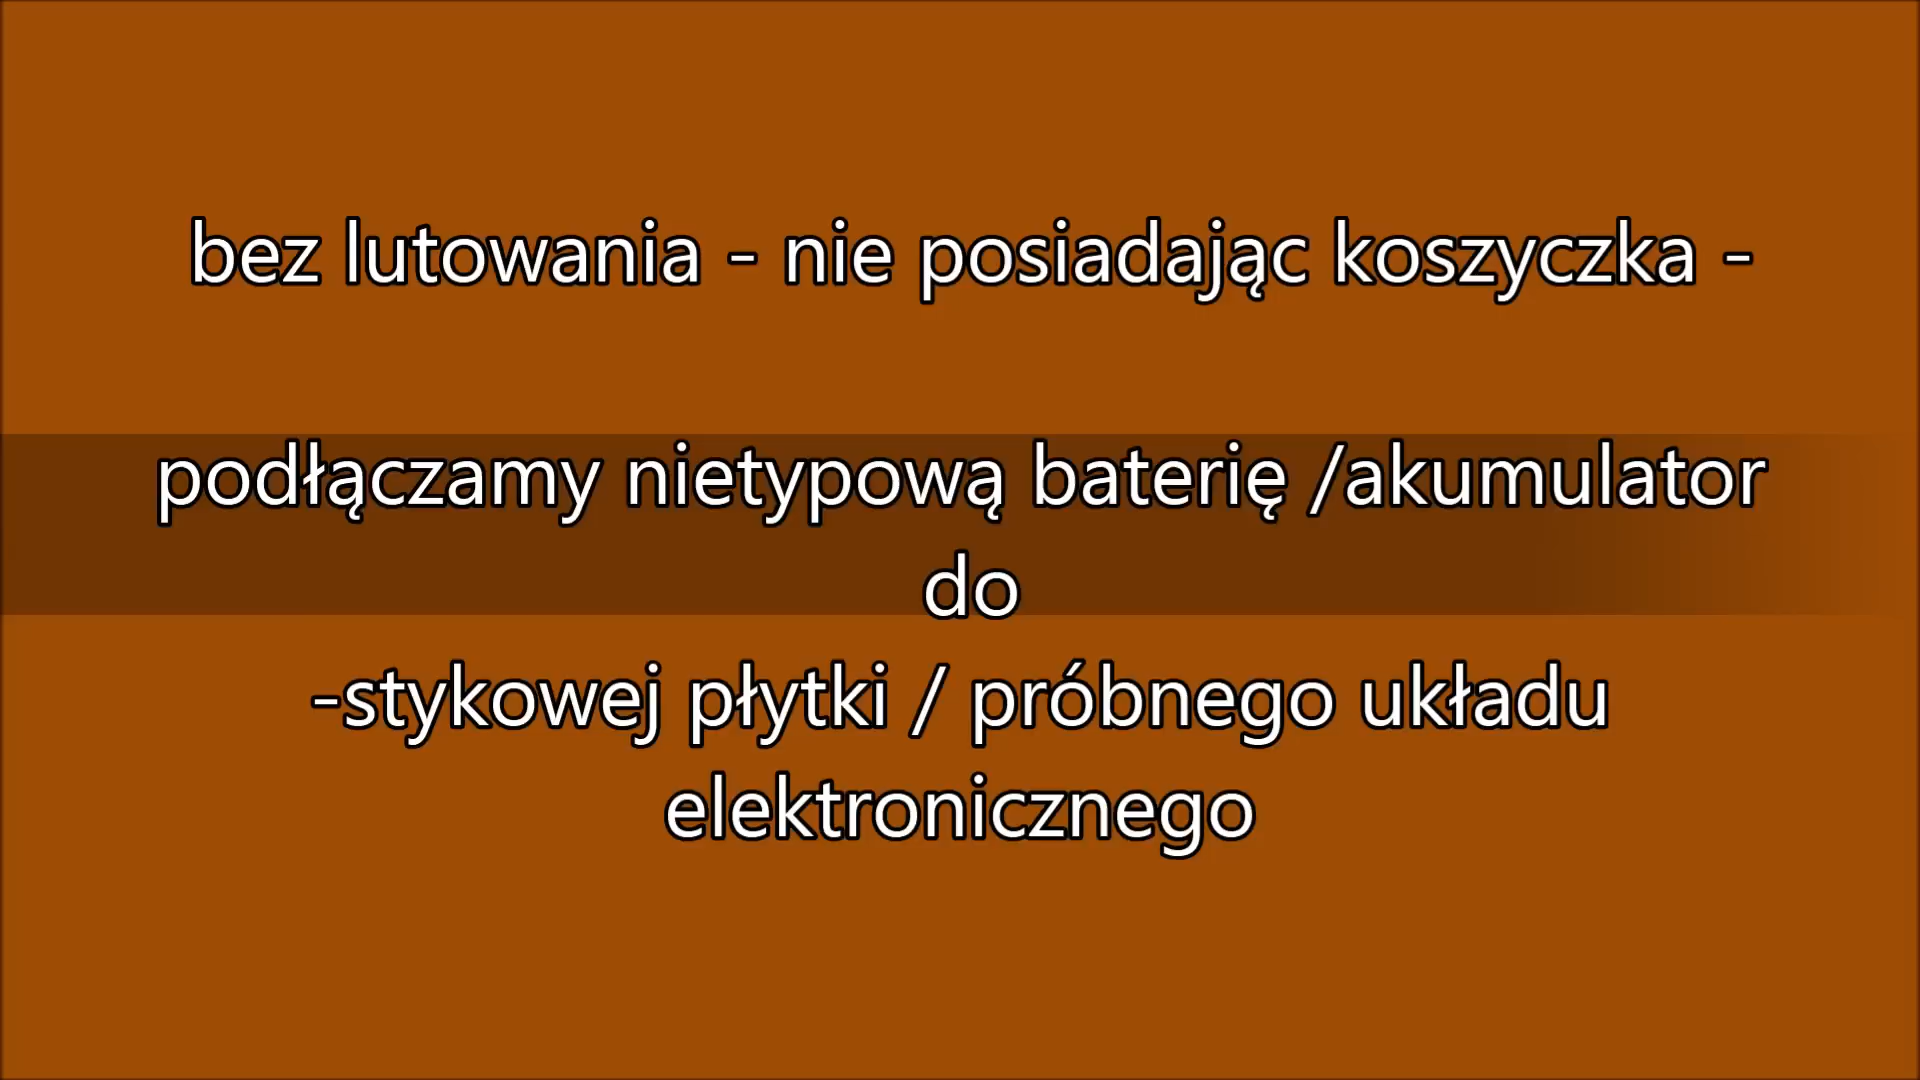 bez lutowania - nie posiadając koszyczka -
podłączamy nietypową baterię /akumulator
do
-stykowej płytki / próbnego układu
elektronicznego